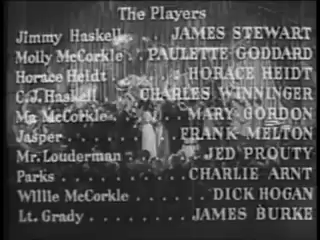 The Players
Jimmy Haskell . . JAMES STEWART
Molly McCorkle . . PAULETTE GODDARD
Horace Heidt . . . HORACE HEIDT
C.J. Haskell . . CHARLES WINNINGER
Ma McCorkle . . . . MARY GORDON
Jasper . . . . . . . FRANK MELTON
Mr. Louderman . . . . JED PROUTY
Parks . . . . . . . CHARLIE ARNT
Willie McCorkle . . . . DICK HOGAN
Lt. Grady . . . . . . . JAMES BURKE